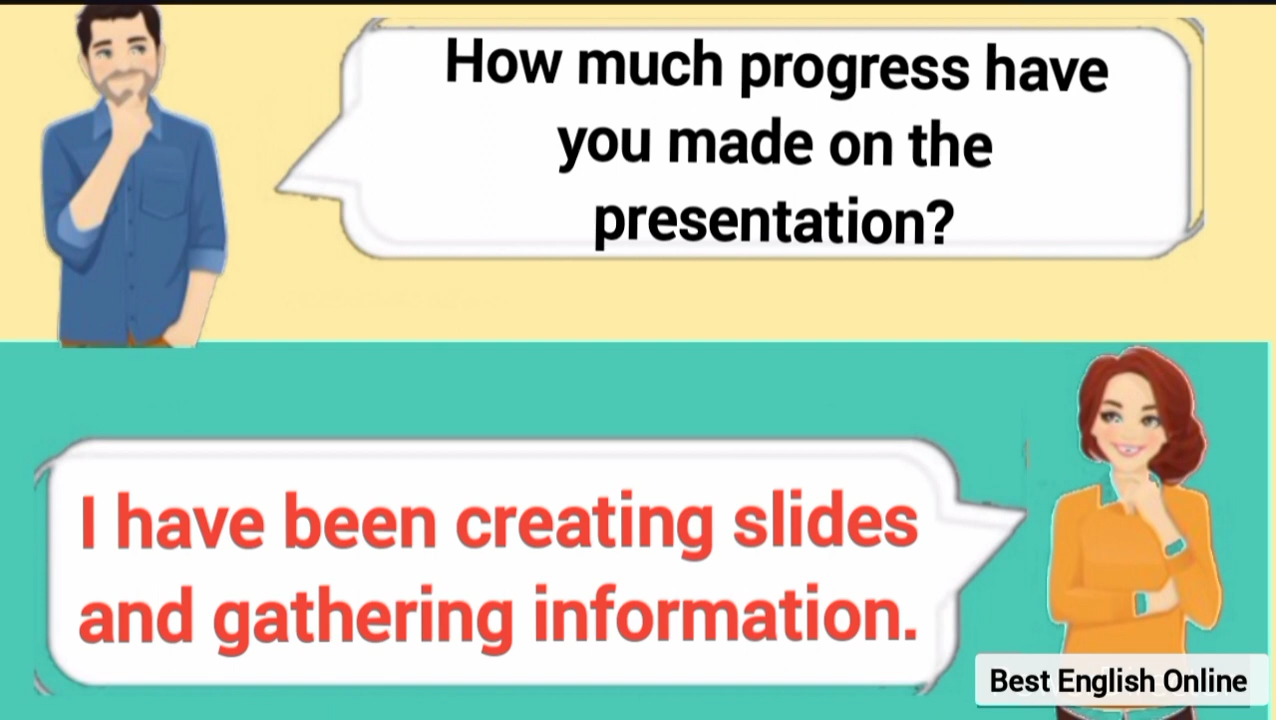 How much progress have
you made on the
presentation?
I have been creating slides
and gathering information.
Best English Online